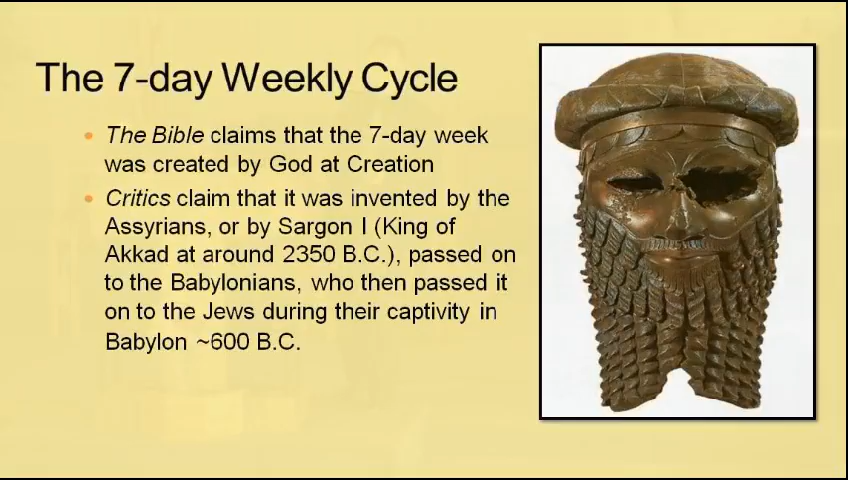 The 7-day Weekly Cycle
• The Bible claims that the 7-day week
was created by God at Creation
• Critics claim that it was invented by the
Assyrians, or by Sargon I (King of
Akkad at around 2350 B.C.), passed on
to the Babylonians, who then passed it
on to the Jews during their captivity in
Babylon ~600 B.C.